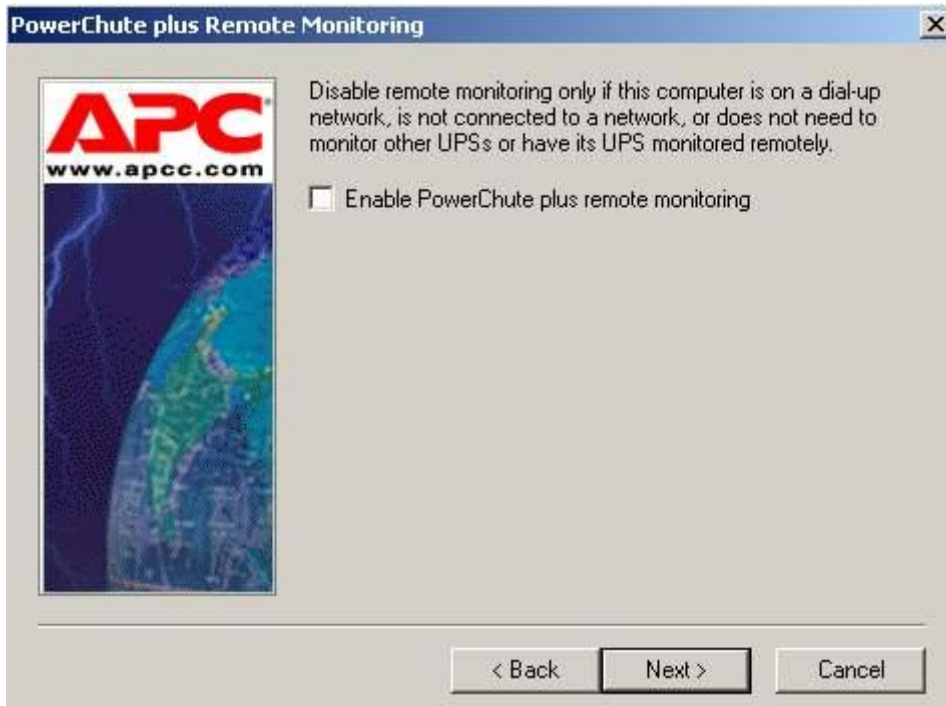 PowerChute plus Remote Monitoring
APC
www.apcc.com
Disable remote monitoring only if this computer is on a dial-up
network, is not connected to a network, or does not need to
monitor other UPSs or have its UPS monitored remotely.
Enable PowerChute plus remote monitoring
< Back
Next >
Cancel